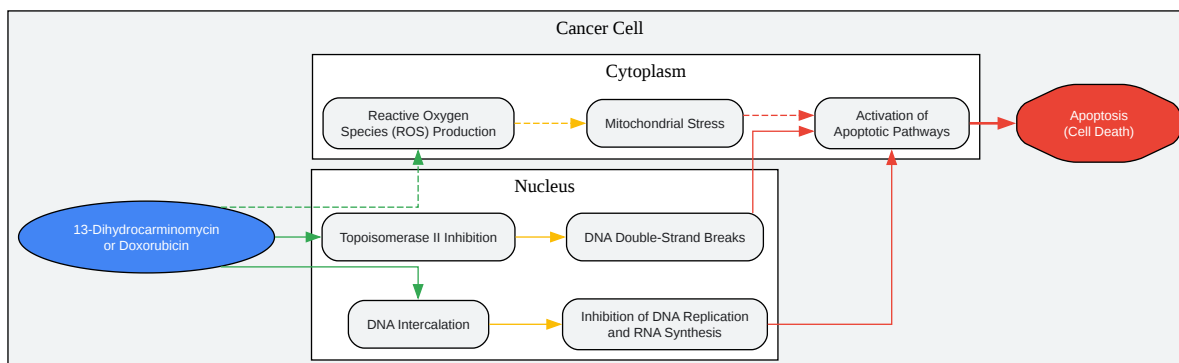 Cancer Cell
Cytoplasm
Reactive Oxygen
Species (ROS) Production
Mitochondrial Stress
Activation of
Apoptotic Pathways
Apoptosis
(Cell Death)
Nucleus
13-Dihydrocarminomycin
or Doxorubicin
Topoisomerase II Inhibition
DNA Double-Strand Breaks
DNA Intercalation
Inhibition of DNA Replication
and RNA Synthesis